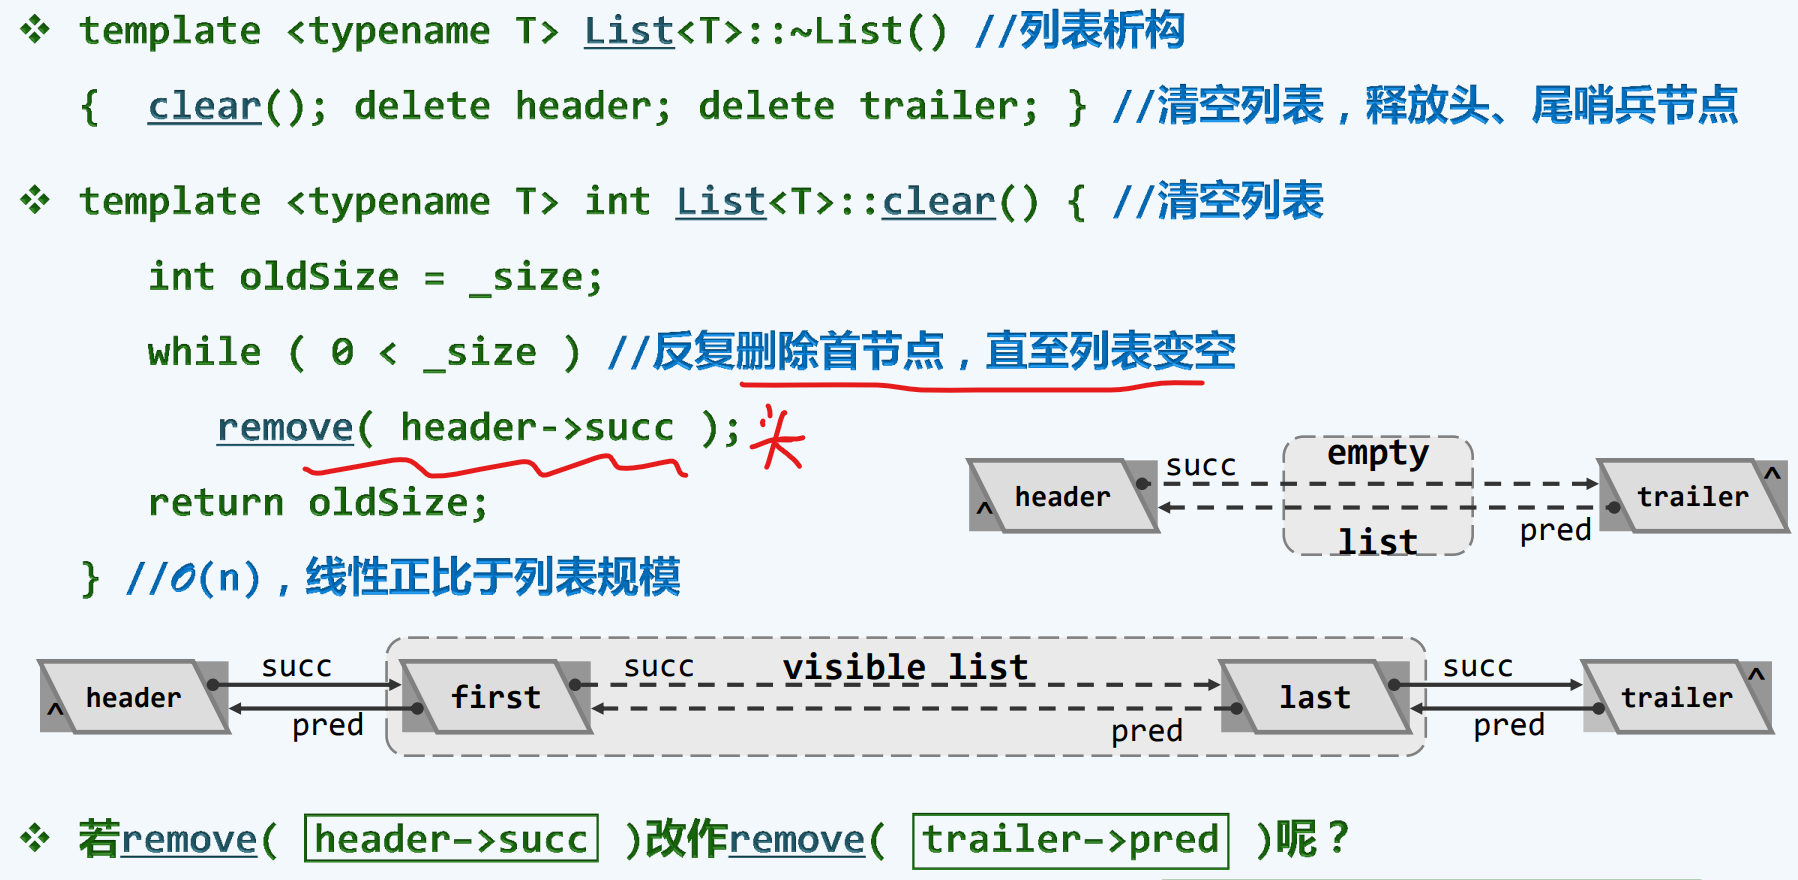 ❖ template <typename T> List<T>::~List() //列表析构
{ clear(); delete header; delete trailer; } //清空列表，释放头、尾哨兵节点
❖ template <typename T> int List<T>::clear() { //清空列表
int oldSize = _size;
while ( 0 < _size ) //反复删除首节点，直至列表变空
remove( header->succ );
return oldSize;
} //O(n)，线性正比于列表规模
header ^ succ empty list pred trailer ^
header ^ succ pred first succ visible list pred last succ pred trailer ^
❖ 若remove( header->succ )改作remove( trailer->pred )呢？